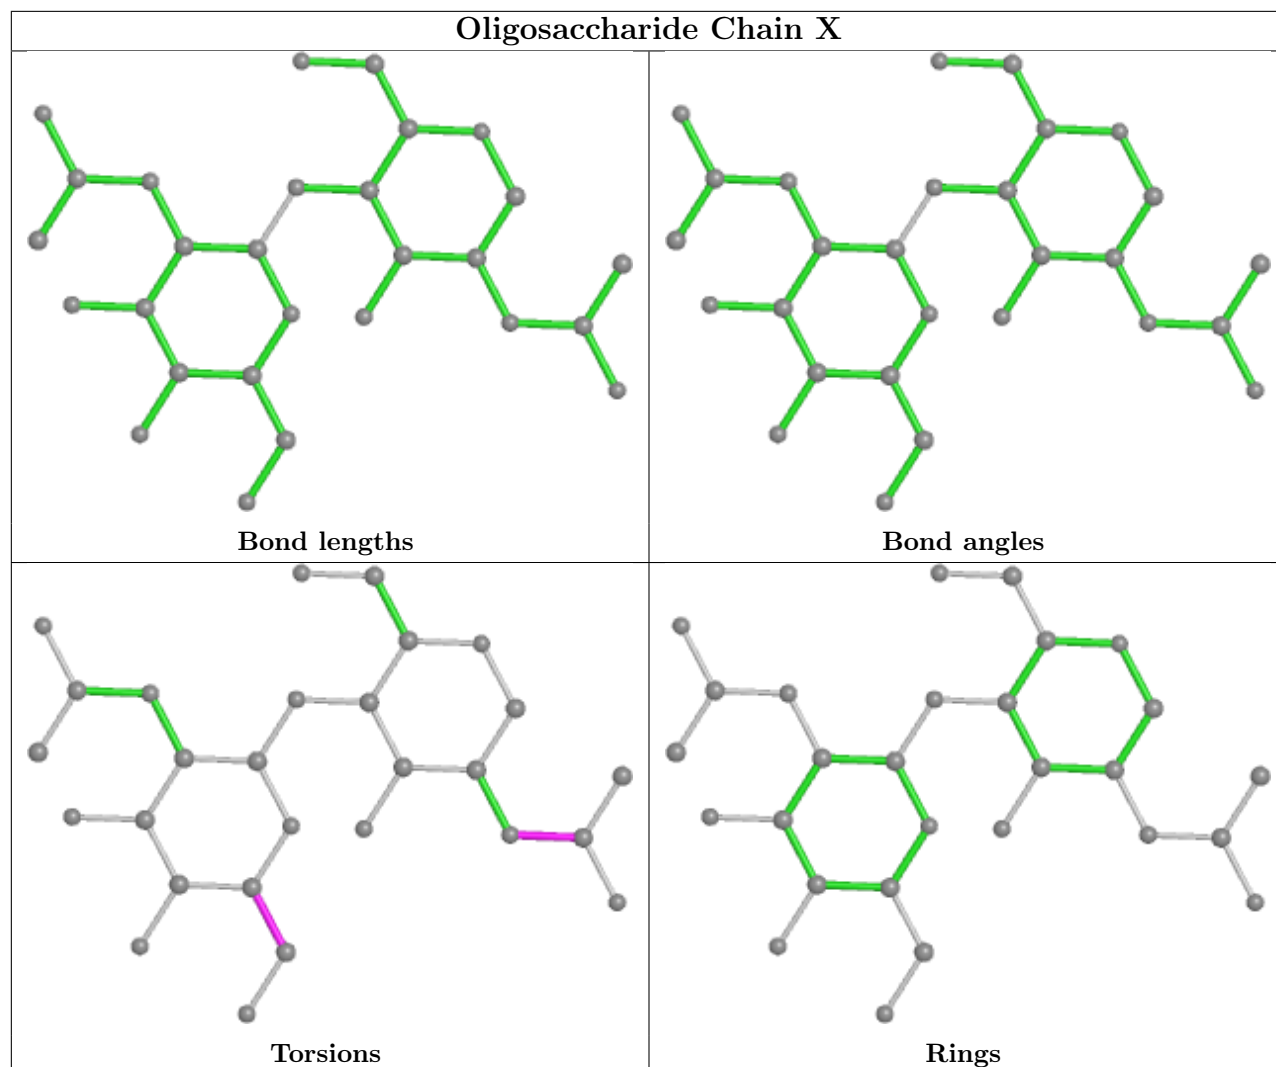 Oligosaccharide Chain X
Bond lengths
Bond angles
Torsions
Rings